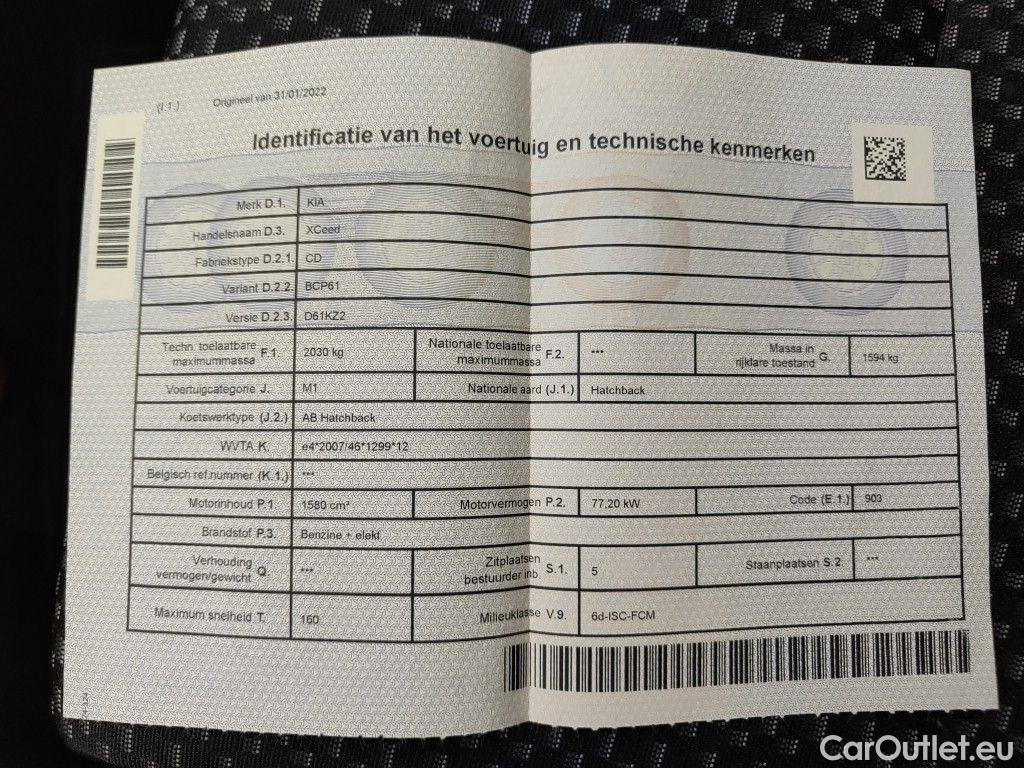 (I.1.) Origineel van 31/01/2022
Identificatie van het voertuig en technische kenmerken
Merk D.1. KIA
Handelsnaam D.3. XCeed
Fabriekstype D.2.1. CD
Variant D.2.2. BCP61
Versie D.2.3. D61KZ2
Techn. toelaatbare maximummassa F.1. 2030 kg Nationale toelaatbare maximummassa F.2. *** Massa in rijklare toestand G. 1594 kg
Voertuigcategorie J. M1 Nationale aard (J.1.) Hatchback
Koetswerktype (J.2.) AB Hatchback
WVTA K. e4*2007/46*1299*12
Belgisch ref.nummer (K.1.) ***
Motorinhoud P.1. 1580 cm³ Motorvermogen P.2. 77,20 kW Code (E.1.) 903
Brandstof P.3. Benzine + elekt
Verhouding vermogen/gewicht Q. *** Zitplaatsen bestuurder inb S.1. 5 Staanplaatsen S.2. ***
Maximum snelheid T. 160 Milieuklasse V.9. 6d-ISC-FCM
CarOutlet.eu